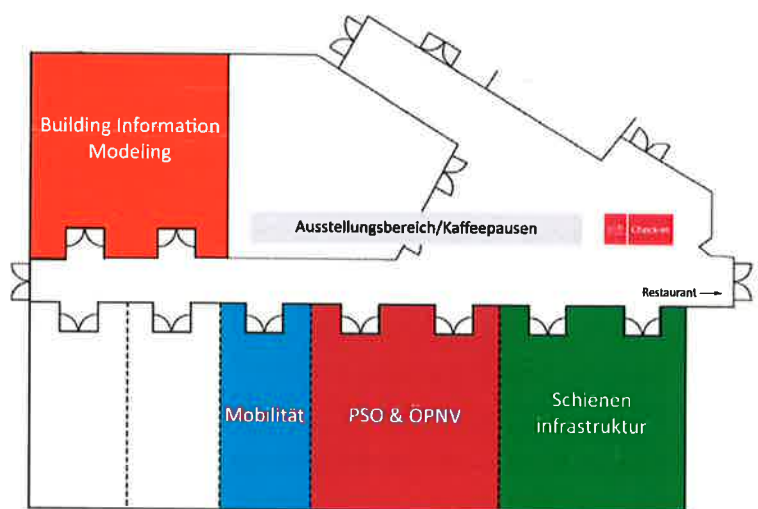 Building Information
Modeling
Ausstellungsbereich/Kaffeepausen
Check-in
Restaurant
Mobilität
PSO & ÖPNV
Schienen
infrastruktur